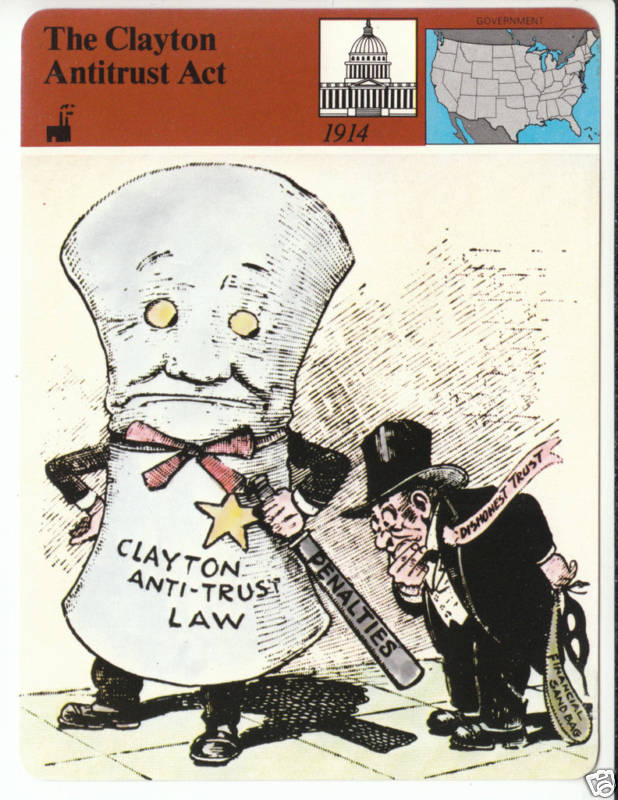 The Clayton
Antitrust Act
1914
GOVERNMENT
CLAYTON
ANTI-TRUST
LAW
PENALTIES
DISHONEST TRUST
FINANCIAL
SAND BAG